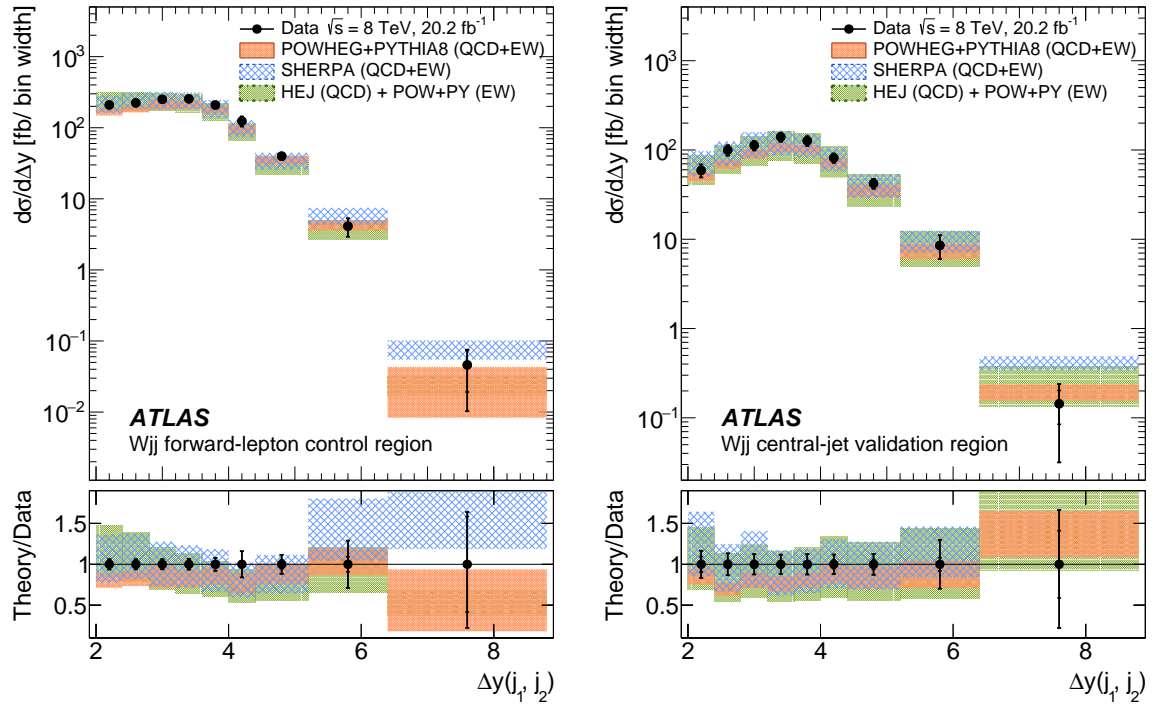 dσ/dΔy [fb/ bin width]
10³
10²
10
1
10⁻¹
10⁻²
Data √s = 8 TeV, 20.2 fb⁻¹
POWHEG+PYTHIA8 (QCD+EW)
SHERPA (QCD+EW)
HEJ (QCD) + POW+PY (EW)
ATLAS
Wjj forward-lepton control region
Theory/Data
1.5
1
0.5
2 4 6 8
Δy(j₁, j₂)
dσ/dΔy [fb/ bin width]
10³
10²
10
1
10⁻¹
Data √s = 8 TeV, 20.2 fb⁻¹
POWHEG+PYTHIA8 (QCD+EW)
SHERPA (QCD+EW)
HEJ (QCD) + POW+PY (EW)
ATLAS
Wjj central-jet validation region
Theory/Data
1.5
1
0.5
2 4 6 8
Δy(j₁, j₂)